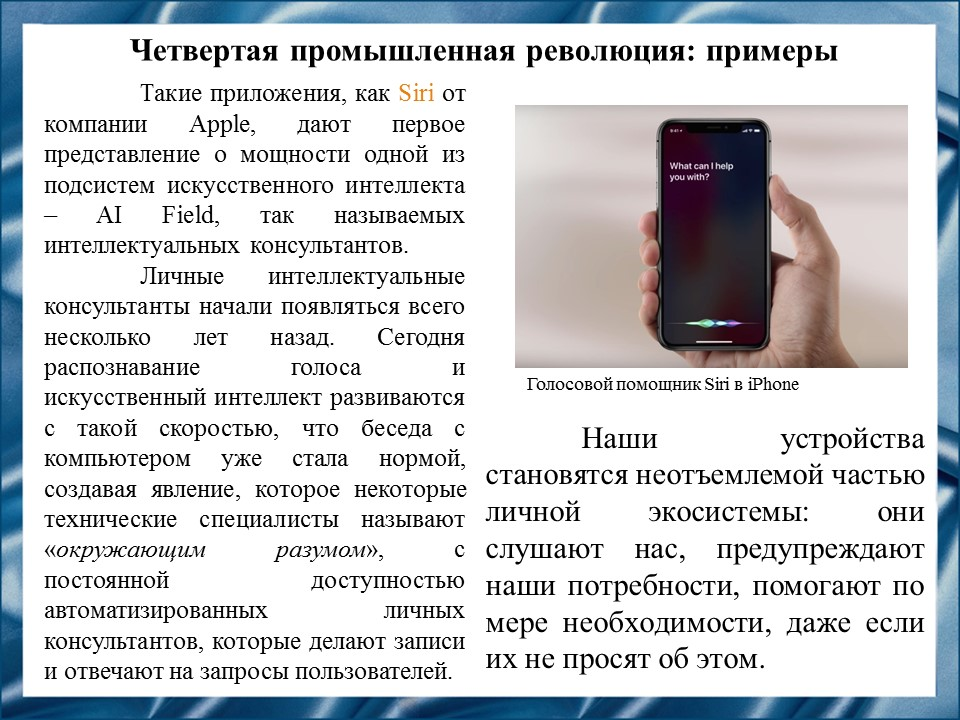 Четвертая промышленная революция: примеры
Такие приложения, как Siri от
компании Apple, дают первое
представление о мощности одной из
подсистем искусственного интеллекта
– AI Field, так называемых
интеллектуальных консультантов.
Личные интеллектуальные
консультанты начали появляться всего
несколько лет назад. Сегодня
распознавание голоса и
искусственный интеллект развиваются
с такой скоростью, что беседа с
компьютером уже стала нормой,
создавая явление, которое некоторые
технические специалисты называют
«окружающим разумом», с
постоянной доступностью
автоматизированных личных
консультантов, которые делают записи
и отвечают на запросы пользователей.
9:41
What can I help
you with?
Голосовой помощник Siri в iPhone
Наши устройства
становятся неотъемлемой частью
личной экосистемы: они
слушают нас, предупреждают
наши потребности, помогают по
мере необходимости, даже если
их не просят об этом.